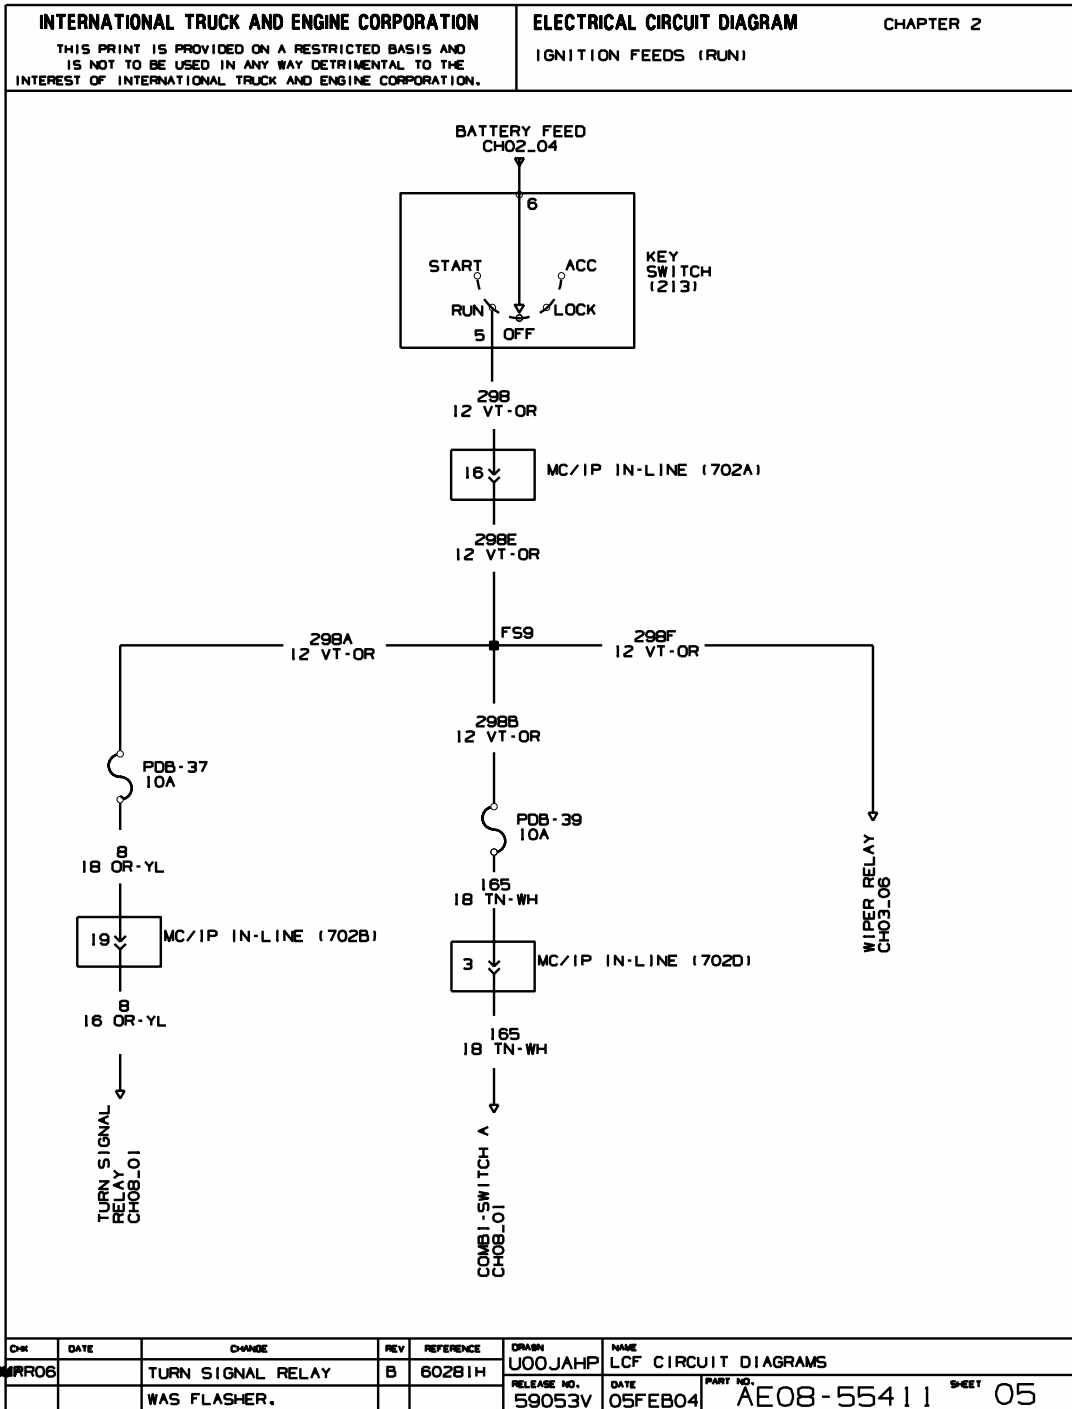 INTERNATIONAL TRUCK AND ENGINE CORPORATION
THIS PRINT IS PROVIDED ON A RESTRICTED BASIS AND
IS NOT TO BE USED IN ANY WAY DETRIMENTAL TO THE
INTEREST OF INTERNATIONAL TRUCK AND ENGINE CORPORATION.
ELECTRICAL CIRCUIT DIAGRAM
CHAPTER 2
IGNITION FEEDS (RUN)
BATTERY FEED
CH02_04
6
START
ACC
KEY
SWITCH
(213)
RUN
LOCK
5
OFF
298
12 VT-OR
16
MC/IP IN-LINE (702A)
298E
12 VT-OR
FS9
298A
12 VT-OR
298F
12 VT-OR
298B
12 VT-OR
PDB-37
10A
PDB-39
10A
8
18 OR-YL
165
18 TN-WH
WIPER RELAY
CH03_06
19
MC/IP IN-LINE (702B)
3
MC/IP IN-LINE (702D)
8
16 OR-YL
165
18 TN-WH
TURN SIGNAL
RELAY
CH08_01
COMBI-SWITCH A
CH08_01
CHK
DATE
CHANGE
REV
REFERENCE
DRAWN
NAME
TURN SIGNAL RELAY
B
60281H
U00JAHP
LCF CIRCUIT DIAGRAMS
WAS FLASHER.
RELEASE NO.
59053V
DATE
05FEB04
PART NO.
AE08-55411
SHEET
05